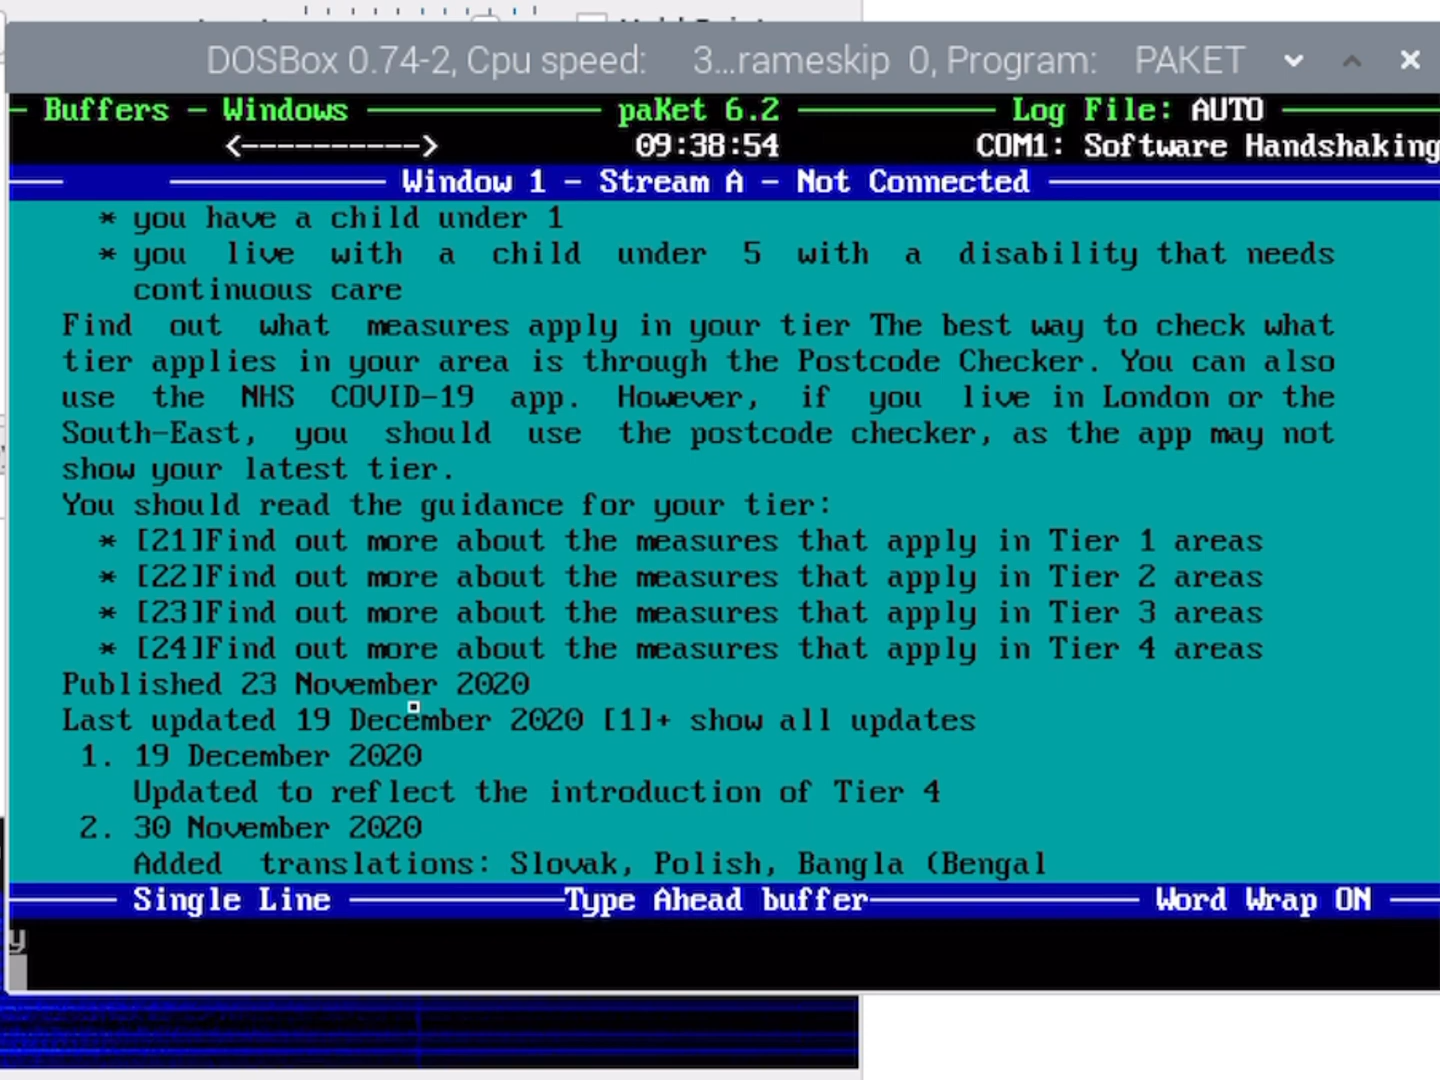 DOSBox 0.74-2, Cpu speed: 3...rameskip 0, Program: PAKET
Buffers - Windows paKet 6.2 Log File: AUTO
<----------> 09:38:54 COM1: Software Handshaking
Window 1 - Stream A - Not Connected
* you have a child under 1
* you live with a child under 5 with a disability that needs
continuous care
Find out what measures apply in your tier The best way to check what
tier applies in your area is through the Postcode Checker. You can also
use the NHS COVID-19 app. However, if you live in London or the
South-East, you should use the postcode checker, as the app may not
show your latest tier.
You should read the guidance for your tier:
* [21]Find out more about the measures that apply in Tier 1 areas
* [22]Find out more about the measures that apply in Tier 2 areas
* [23]Find out more about the measures that apply in Tier 3 areas
* [24]Find out more about the measures that apply in Tier 4 areas
Published 23 November 2020
Last updated 19 December 2020 [1]+ show all updates
1. 19 December 2020
Updated to reflect the introduction of Tier 4
2. 30 November 2020
Added translations: Slovak, Polish, Bangla (Bengal
Single Line Type Ahead buffer Word Wrap ON
y